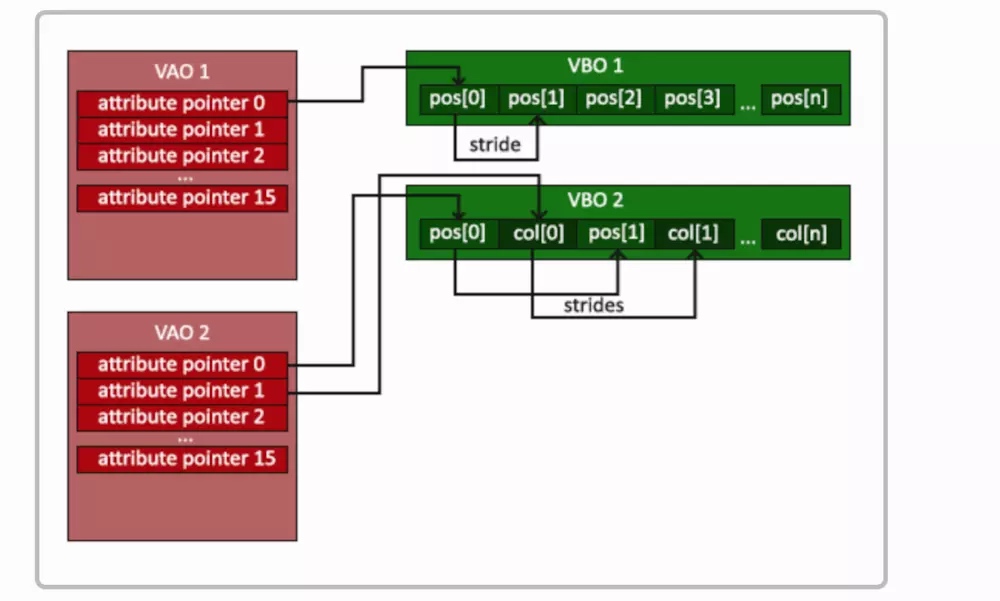 VAO 1
attribute pointer 0
attribute pointer 1
attribute pointer 2
...
attribute pointer 15
VBO 1
pos[0] pos[1] pos[2] pos[3] ... pos[n]
stride
VBO 2
pos[0] col[0] pos[1] col[1] ... col[n]
strides
VAO 2
attribute pointer 0
attribute pointer 1
attribute pointer 2
...
attribute pointer 15